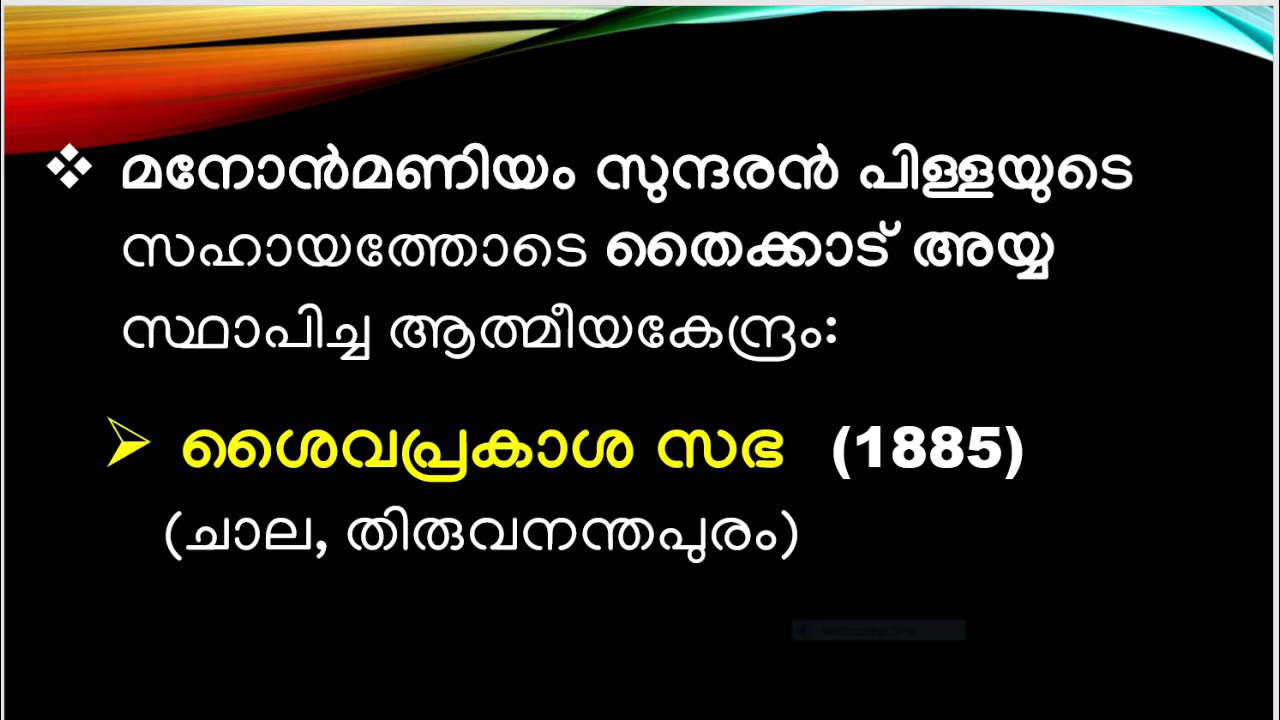 ❖ മനോൻമണിയം സുന്ദരൻ പിള്ളയുടെ
സഹായത്തോടെ തൈക്കാട് അയ്യ
സ്ഥാപിച്ച ആത്മീയകേന്ദ്രം:
➢ ശൈവപ്രകാശ സഭ (1885)
(ചാല, തിരുവനന്തപുരം)